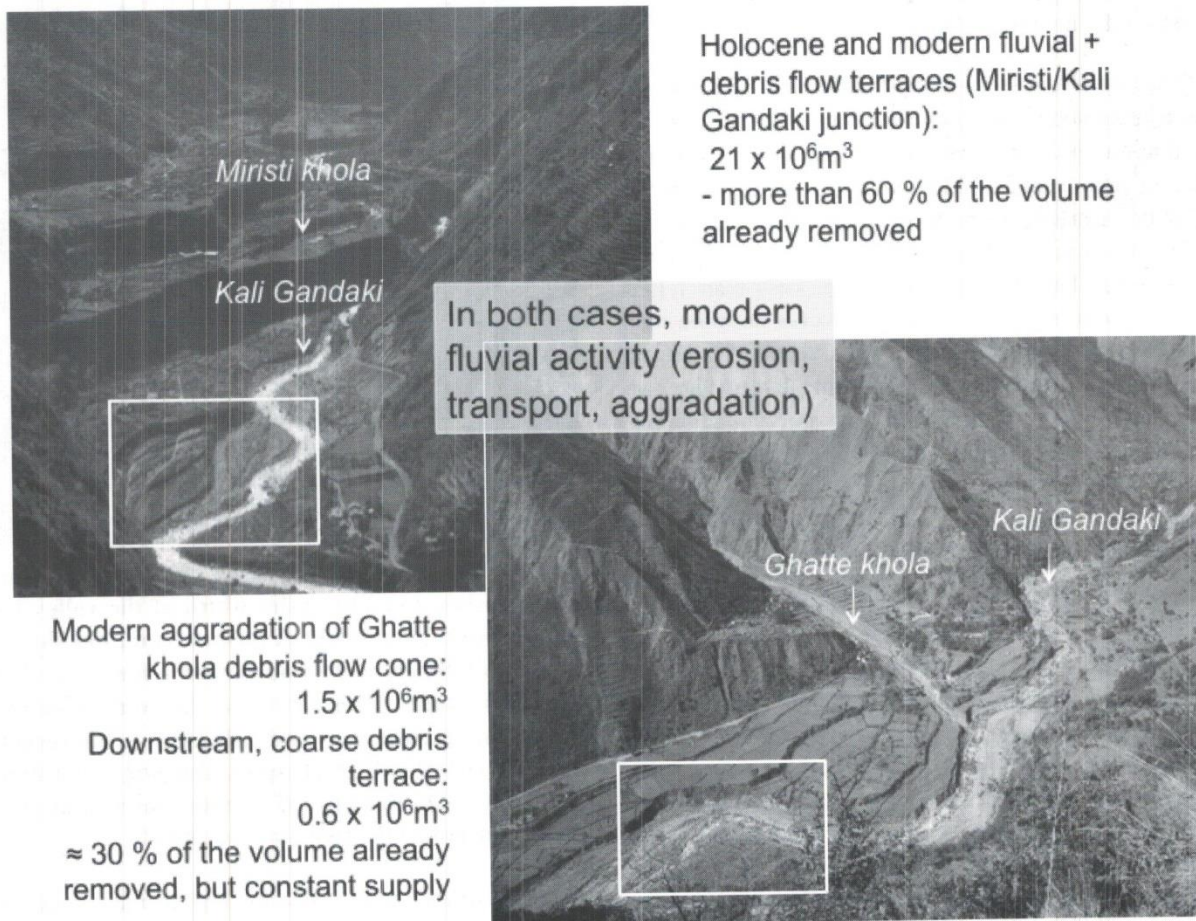 Holocene and modern fluvial +
debris flow terraces (Miristi/Kali
Gandaki junction):
21 x 10⁶m³
- more than 60 % of the volume
already removed
Miristi khola
Kali Gandaki
In both cases, modern
fluvial activity (erosion,
transport, aggradation)
Kali Gandaki
Ghatte khola
Modern aggradation of Ghatte
khola debris flow cone:
1.5 x 10⁶m³
Downstream, coarse debris
terrace:
0.6 x 10⁶m³
≈ 30 % of the volume already
removed, but constant supply